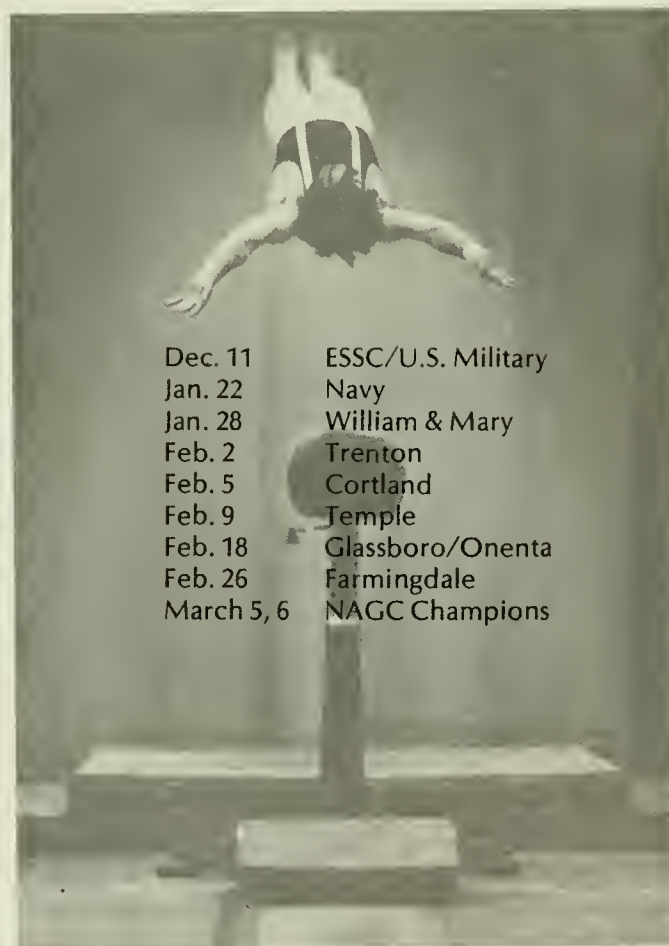 Dec. 11 ESSC/U.S. Military
Jan. 22 Navy
Jan. 28 William & Mary
Feb. 2 Trenton
Feb. 5 Cortland
Feb. 9 Temple
Feb. 18 Glassboro/Onenta
Feb. 26 Farmingdale
March 5, 6 NAGC Champions